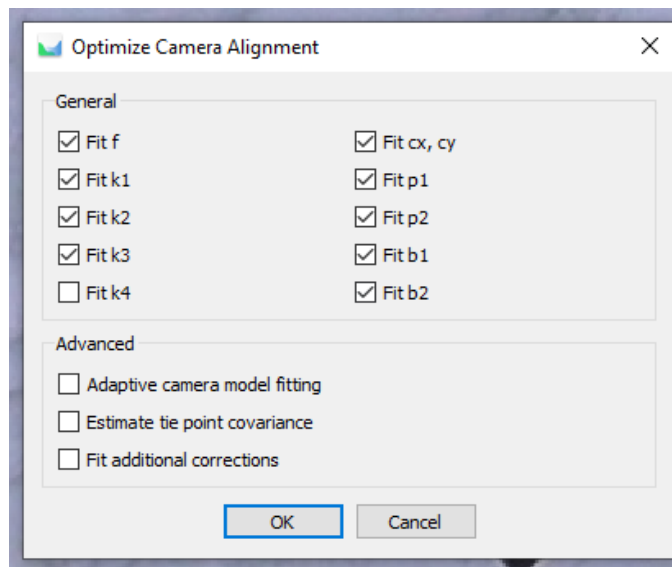 Optimize Camera Alignment
General
Fit f
Fit cx, cy
Fit k1
Fit p1
Fit k2
Fit p2
Fit k3
Fit b1
Fit k4
Fit b2
Advanced
Adaptive camera model fitting
Estimate tie point covariance
Fit additional corrections
OK
Cancel